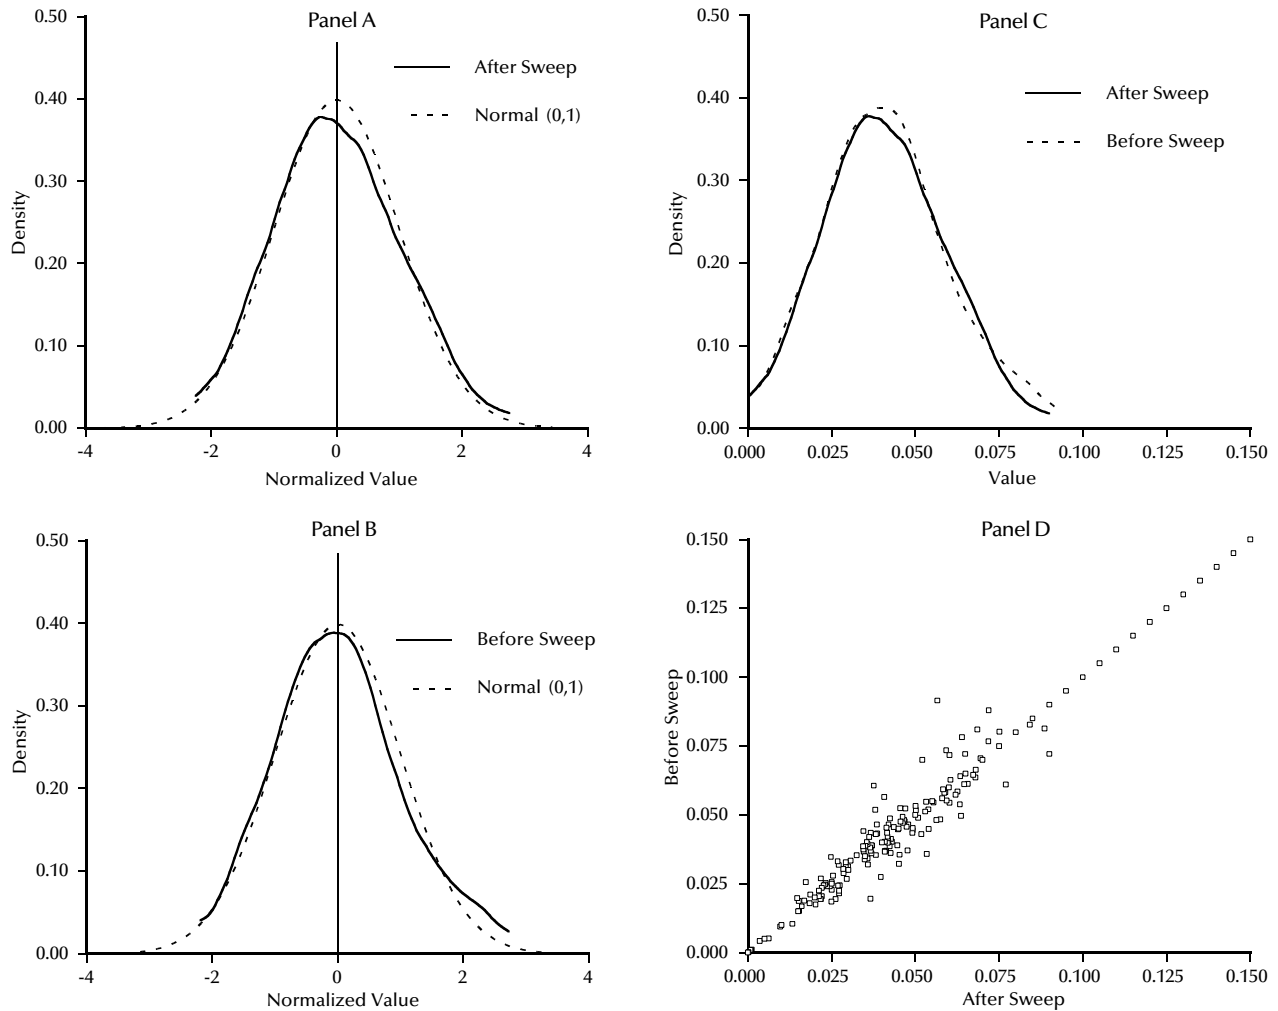 Panel A
0.50
0.40
0.30
0.20
0.10
0.00
Density
After Sweep
Normal (0,1)
-4 -2 0 2 4
Normalized Value
Panel C
0.50
0.40
0.30
0.20
0.10
0.00
Density
After Sweep
Before Sweep
0.000 0.025 0.050 0.075 0.100 0.125 0.150
Value
Panel B
0.50
0.40
0.30
0.20
0.10
0.00
Density
Before Sweep
Normal (0,1)
-4 -2 0 2 4
Normalized Value
Panel D
0.150
0.125
0.100
0.075
0.050
0.025
0.000
Before Sweep
0.000 0.025 0.050 0.075 0.100 0.125 0.150
After Sweep